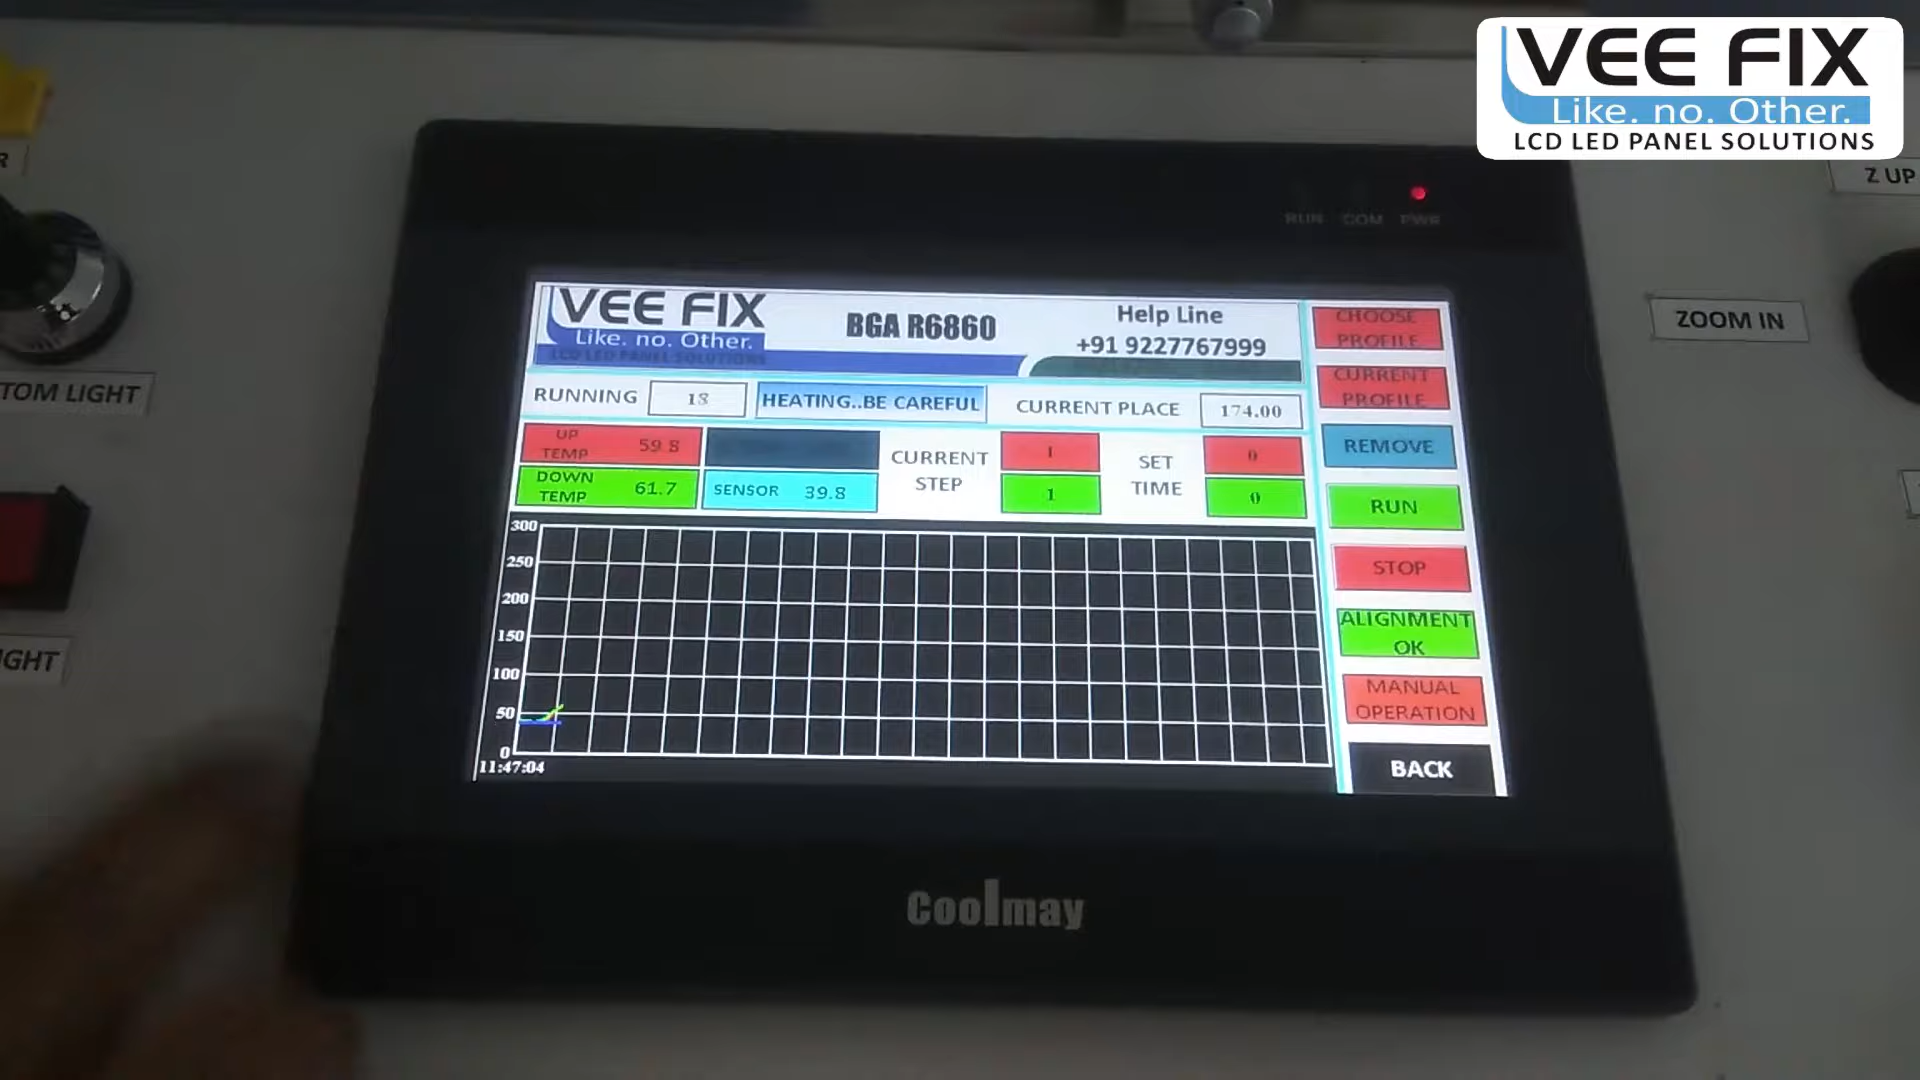 VEE FIX
Like. no. Other.
LCD LED PANEL SOLUTIONS
R
Z UP
RUN COM PWR
VEE FIX
Like. no. Other.
LCD LED PANEL SOLUTIONS
BGA R6860
Help Line
+91 9227767999
CHOOSE
PROFILE
CURRENT
PROFILE
ZOOM IN
TOM LIGHT
RUNNING 18 HEATING..BE CAREFUL CURRENT PLACE 174.00
REMOVE
UP
TEMP 59.8
DOWN
TEMP 61.7
SENSOR 39.8
CURRENT
STEP
1
1
SET
TIME
0
0
RUN
STOP
ALIGNMENT
OK
MANUAL
OPERATION
BACK
300
250
200
150
100
50
0
11:47:04
IGHT
Coolmay